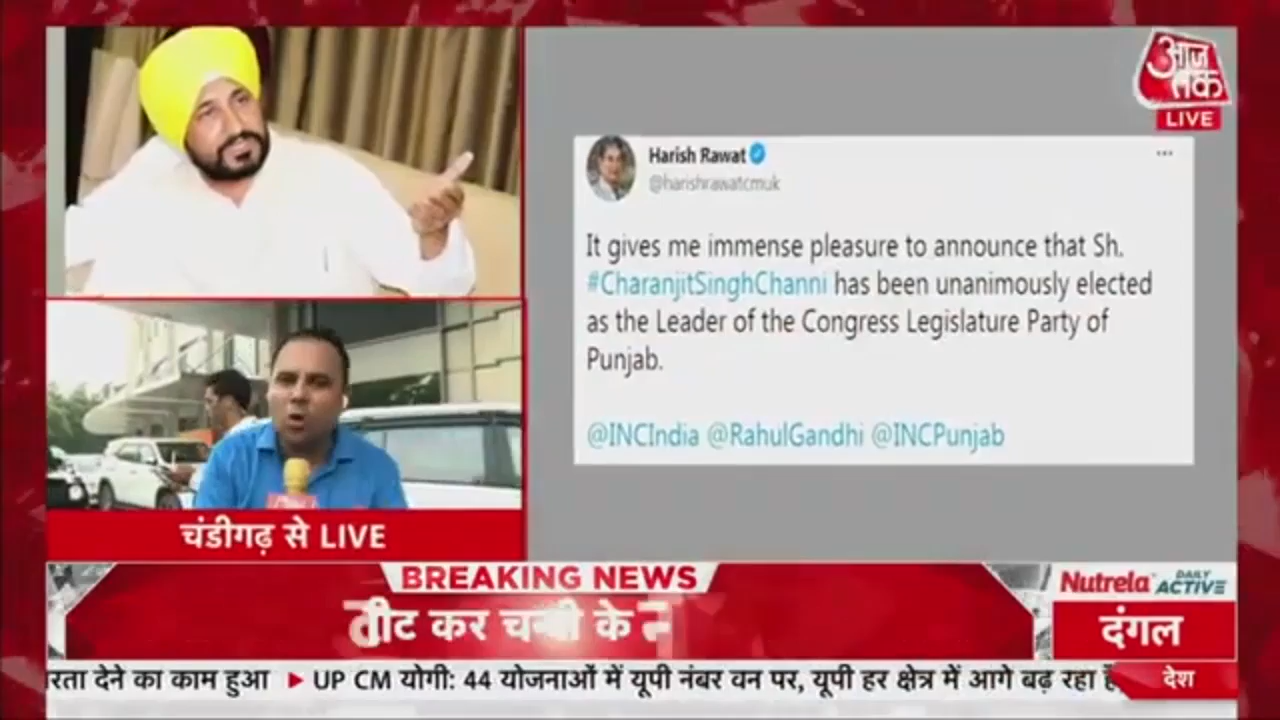 आज तक
LIVE
Harish Rawat
@harishrawatcmuk
It gives me immense pleasure to announce that Sh.
#CharanjitSinghChanni has been unanimously elected
as the Leader of the Congress Legislature Party of
Punjab.
@INCIndia @RahulGandhi @INCPunjab
चंडीगढ़ से LIVE
BREAKING NEWS
कर के
Nutrela DAILY ACTIVE
दंगल
देने का काम हुआ ▶ UP CM योगी: 44 योजनाओं में यूपी नंबर वन पर, यूपी हर क्षेत्र में आगे बढ़ रहा
देश